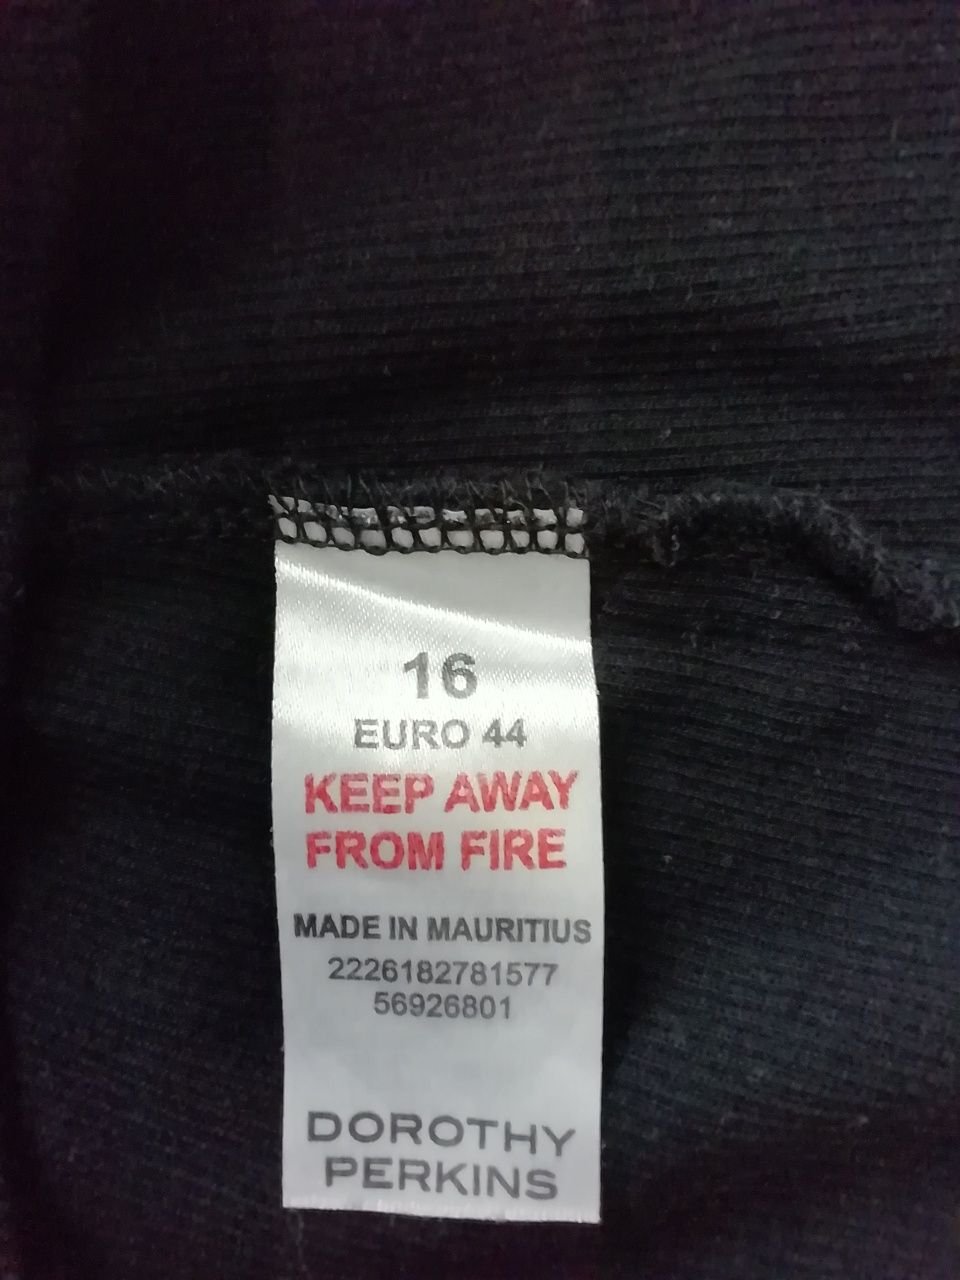 16
EURO 44
KEEP AWAY
FROM FIRE
MADE IN MAURITIUS
2226182781577
56926801
DOROTHY
PERKINS